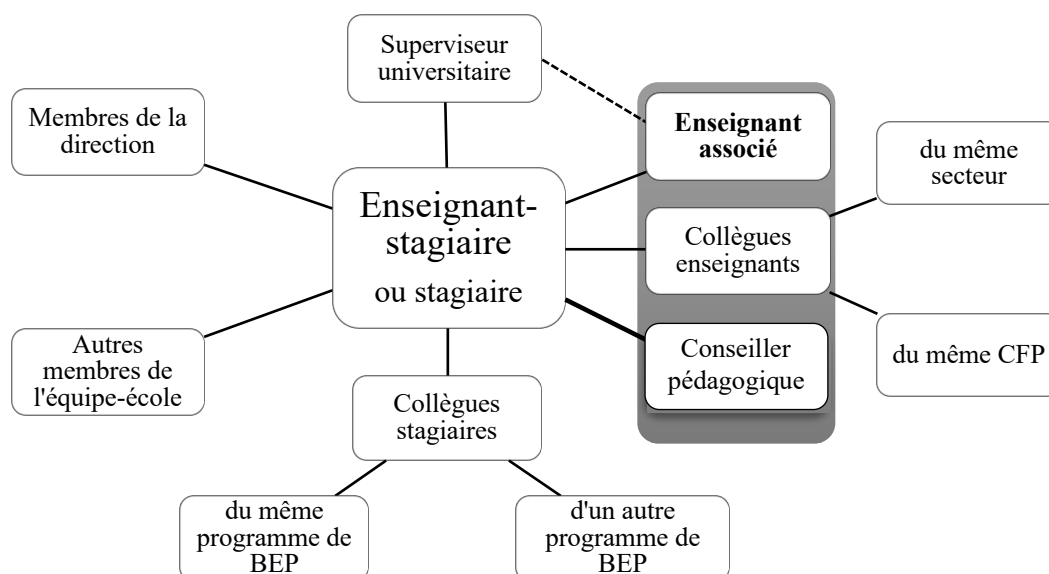 Superviseur
universitaire
Membres de la
direction
Enseignant
associé
du même
secteur
Enseignant-
stagiaire
ou stagiaire
Collègues
enseignants
Autres
membres de
l'équipe-école
Conseiller
pédagogique
du même CFP
Collègues
stagiaires
du même
programme de
BEP
d'un autre
programme de
BEP